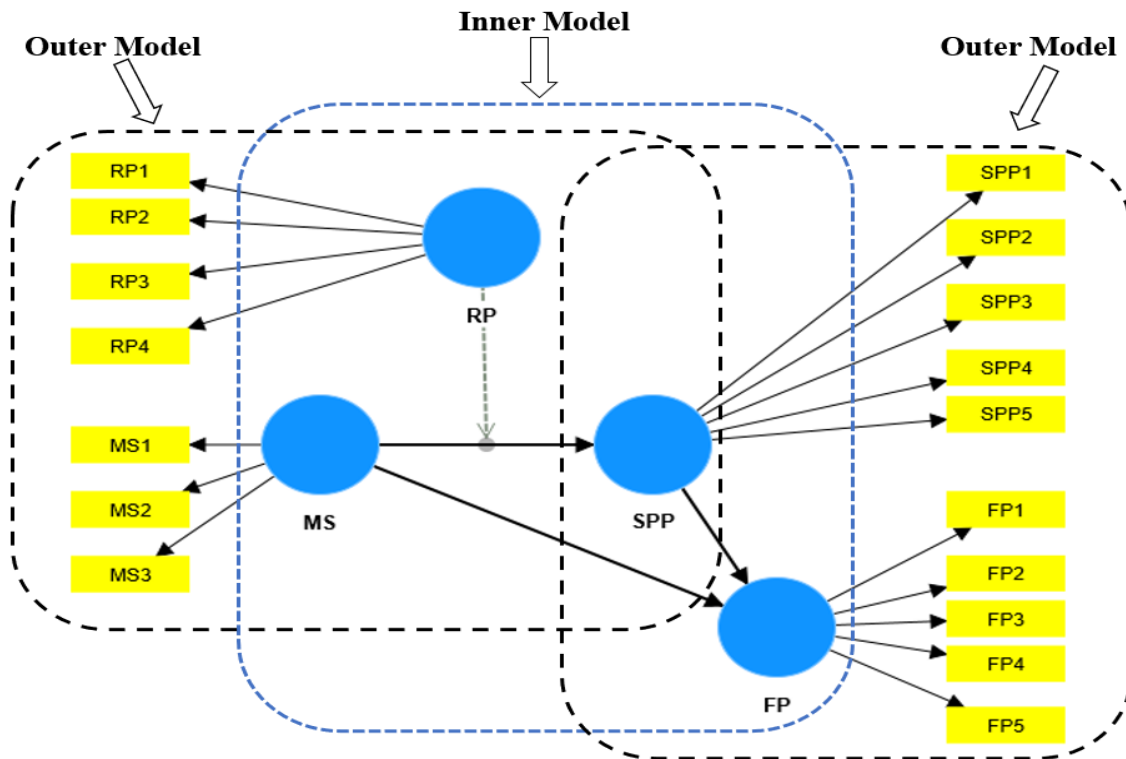 Inner Model
Outer Model
Outer Model
RP1
RP2
RP3
RP4
RP
MS1
MS2
MS3
MS
SPP
FP
SPP1
SPP2
SPP3
SPP4
SPP5
FP1
FP2
FP3
FP4
FP5